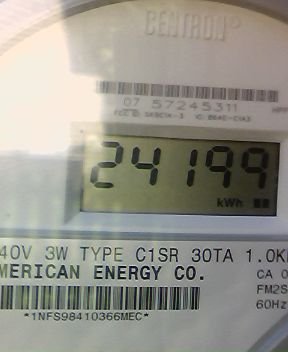 CENTRON®
07 57245311
24199
kWh
40V 3W TYPE C1SR 30TA 1.0K
MERICAN ENERGY CO.
CA 0
FM2S
60Hz
*1NFS98410366MEC*